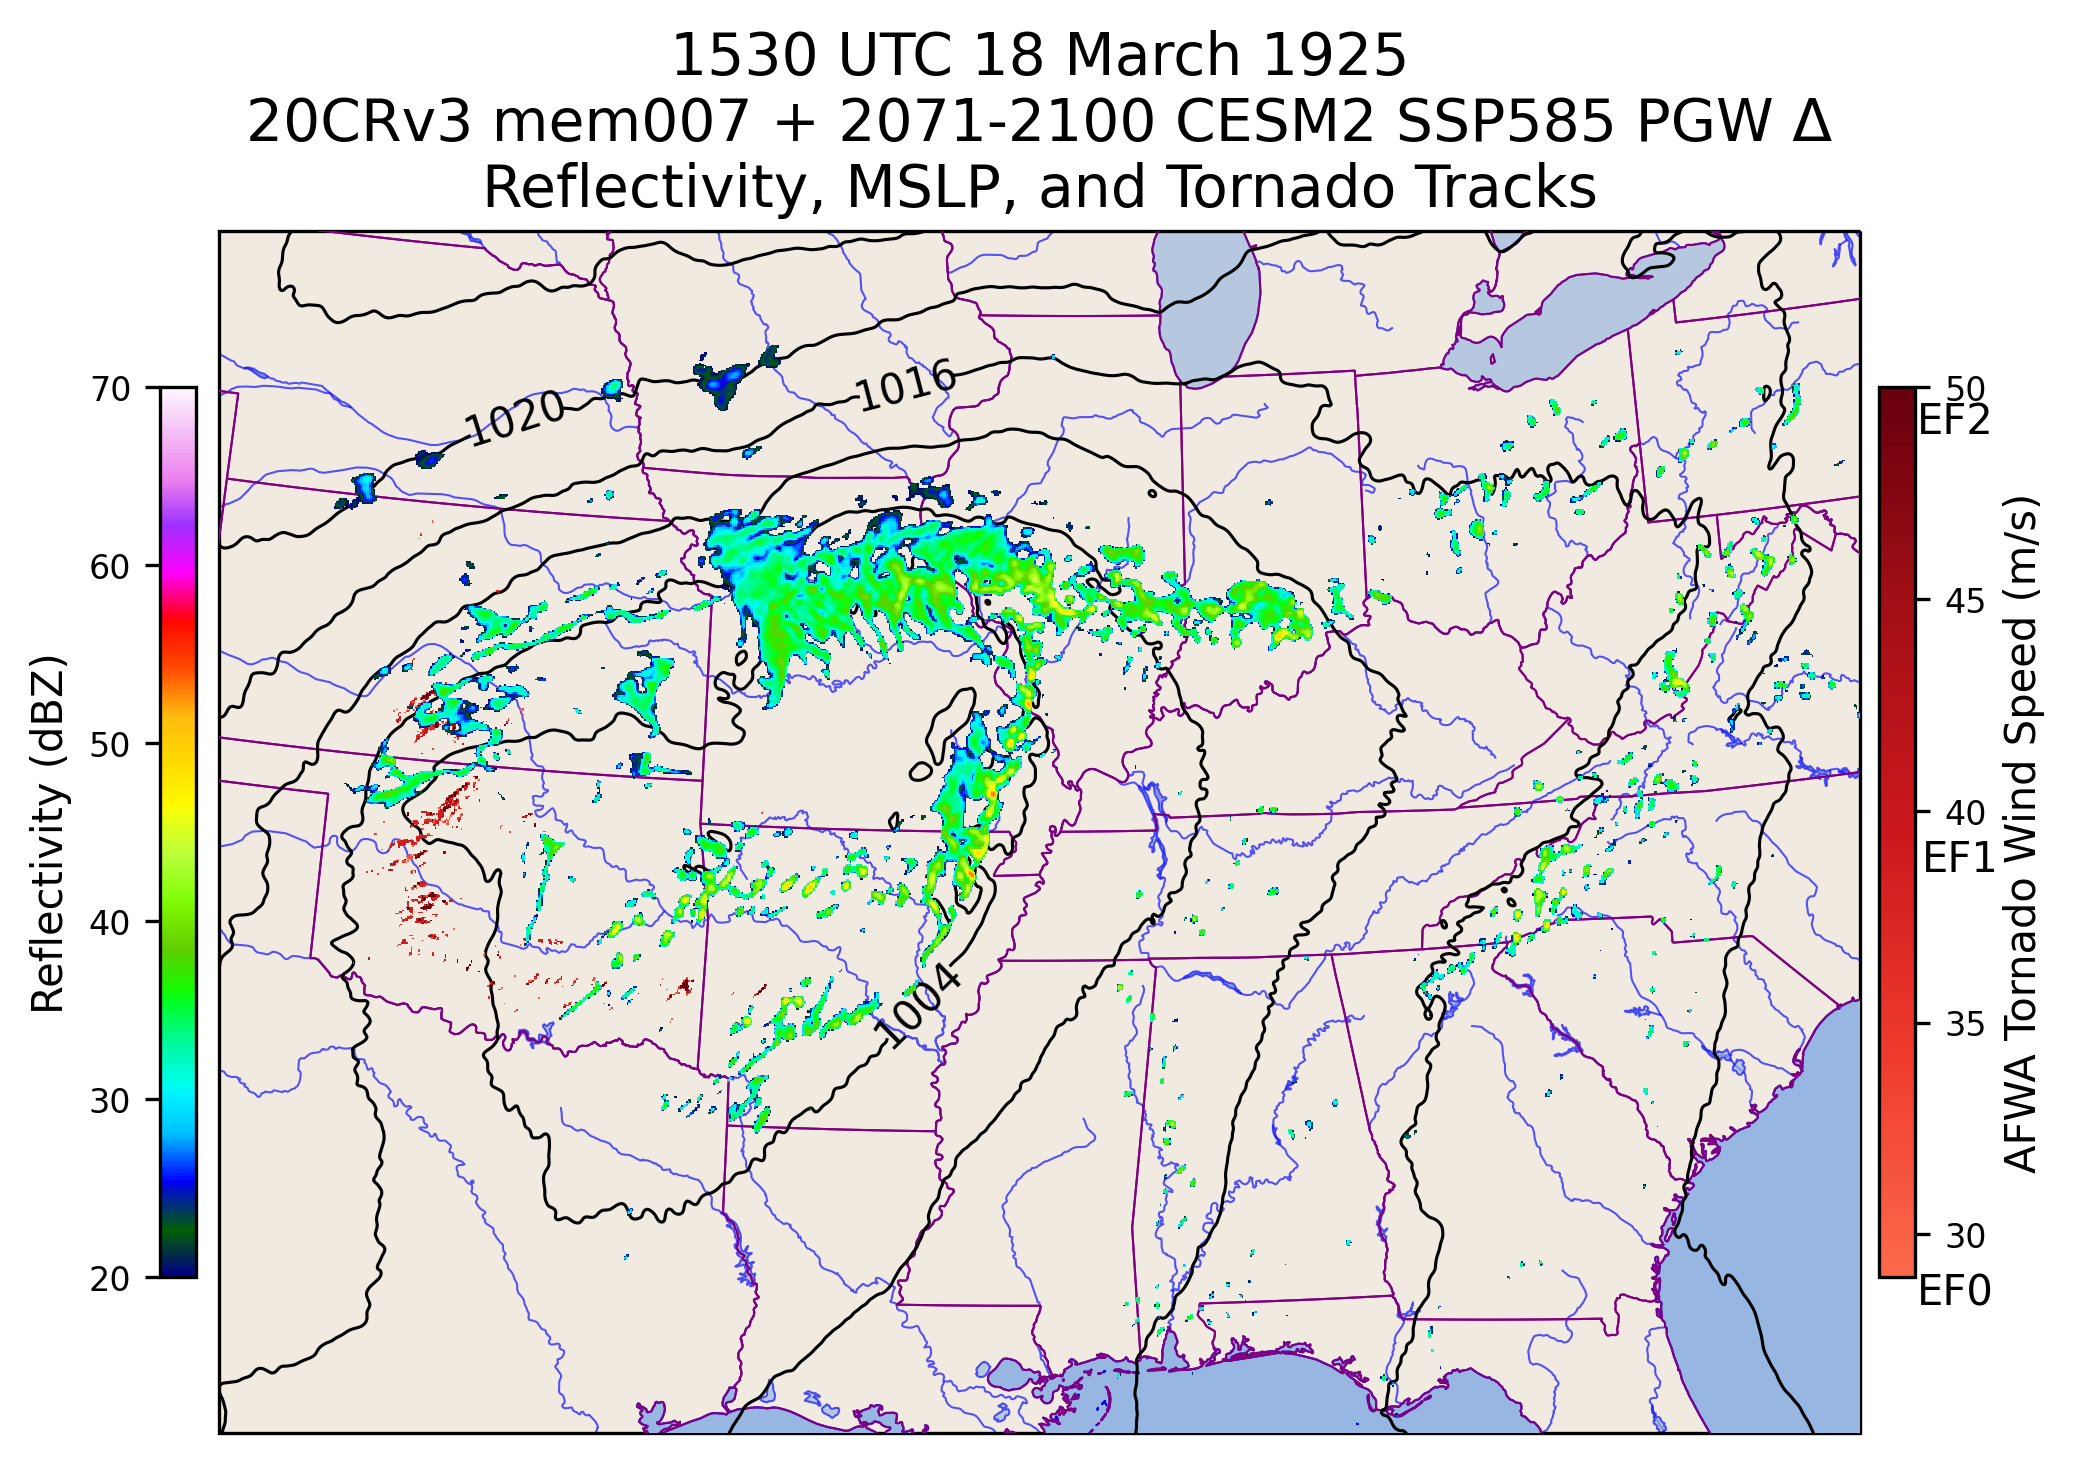 1530 UTC 18 March 1925
20CRv3 mem007 + 2071-2100 CESM2 SSP585 PGW Δ
Reflectivity, MSLP, and Tornado Tracks
1020
1016
1004
70
60
50
40
30
20
Reflectivity (dBZ)
50
EF2
45
40
EF1
35
30
EF0
AFWA Tornado Wind Speed (m/s)